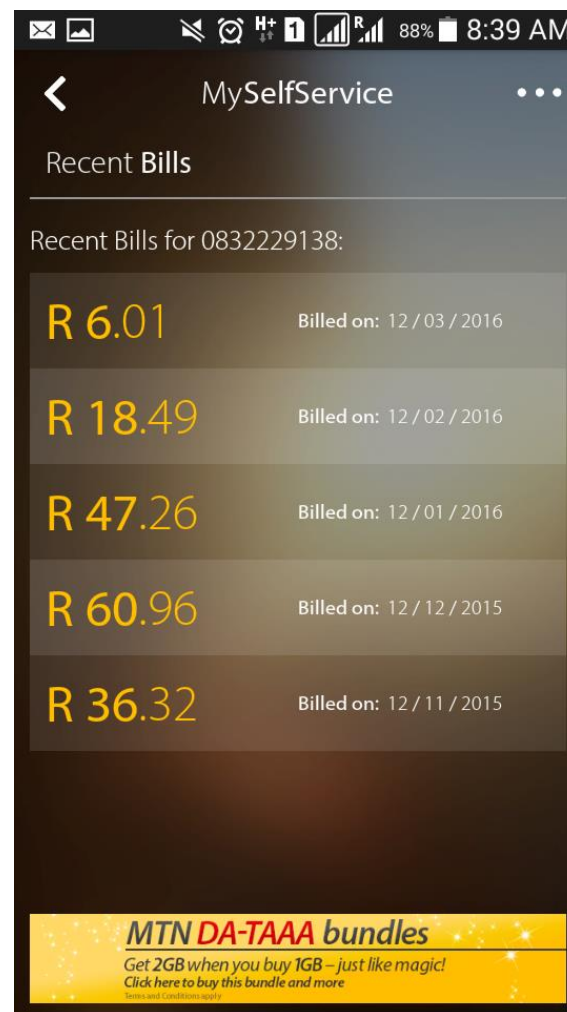 H+ 1 R 88% 8:39 AM
MySelfService
Recent Bills
Recent Bills for 0832229138:
R 6.01 Billed on: 12 / 03 / 2016
R 18.49 Billed on: 12 / 02 / 2016
R 47.26 Billed on: 12 / 01 / 2016
R 60.96 Billed on: 12 / 12 / 2015
R 36.32 Billed on: 12 / 11 / 2015
MTN DA-TAAA bundles
Get 2GB when you buy 1GB – just like magic!
Click here to buy this bundle and more
Terms and Conditions apply